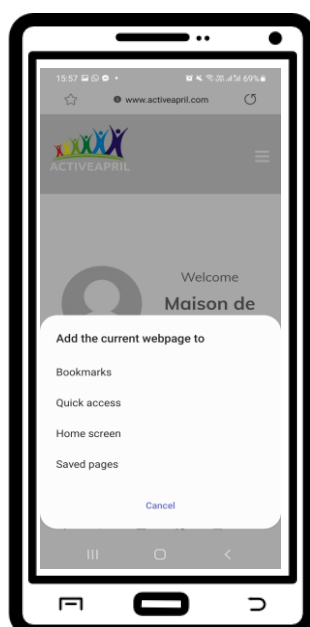 15:57
69%
www.activeapril.com
ACTIVEAPRIL
Welcome
Maison de
Add the current webpage to
Bookmarks
Quick access
Home screen
Saved pages
Cancel